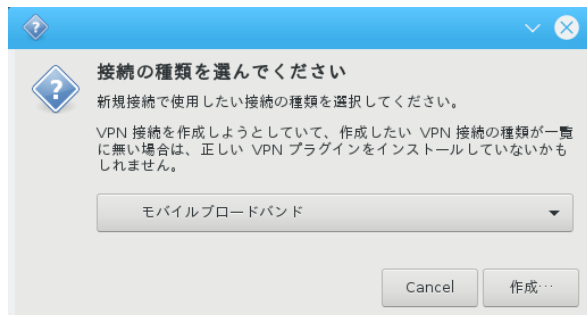 接続の種類を選んでください
新規接続で使用したい接続の種類を選択してください。
VPN 接続を作成しようとしていて、作成したい VPN 接続の種類が一覧
に無い場合は、正しい VPN プラグインをインストールしていないかも
しれません。
モバイルブロードバンド
Cancel 作成…